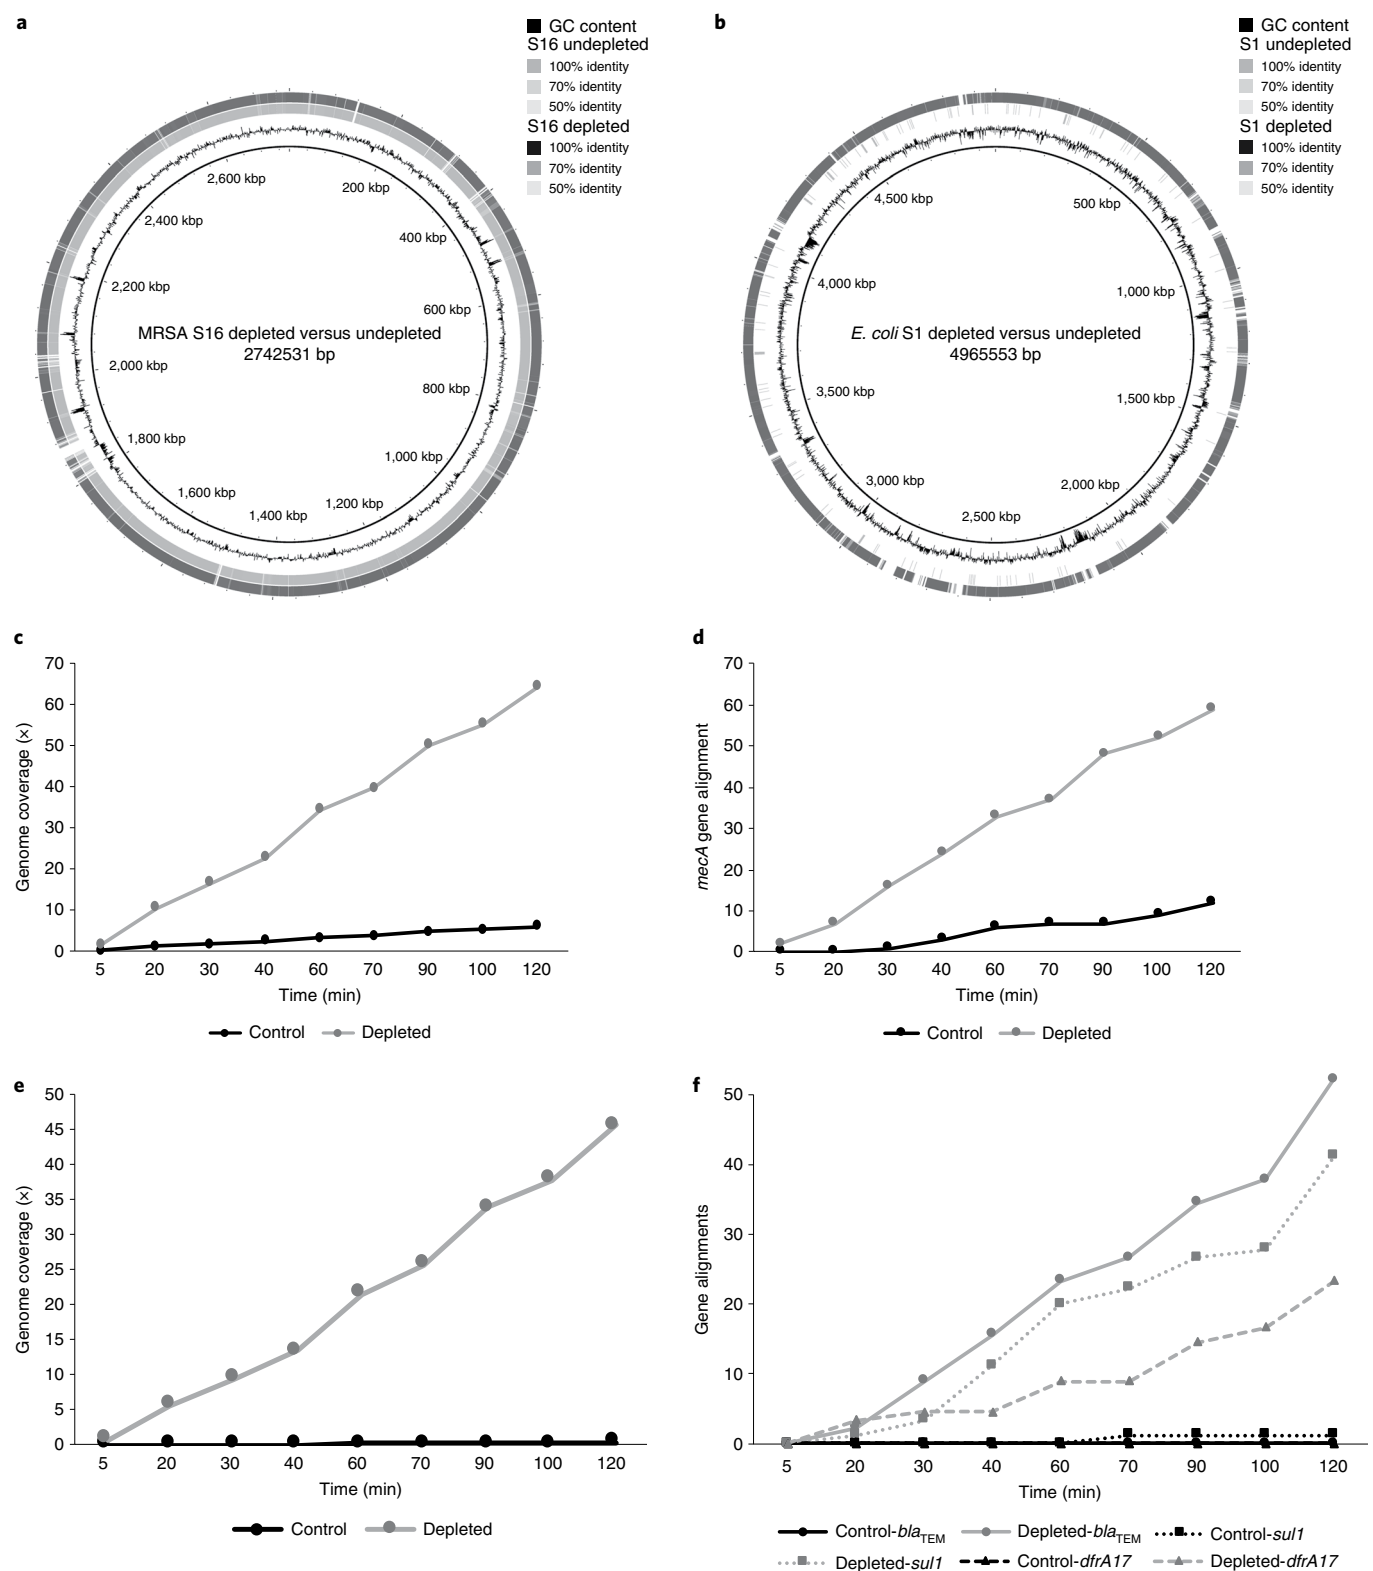 a
GC content
S16 undepleted
100% identity
70% identity
50% identity
S16 depleted
100% identity
70% identity
50% identity
200 kbp
400 kbp
600 kbp
800 kbp
1,000 kbp
1,200 kbp
1,400 kbp
1,600 kbp
1,800 kbp
2,000 kbp
2,200 kbp
2,400 kbp
2,600 kbp
MRSA S16 depleted versus undepleted
2742531 bp
b
GC content
S1 undepleted
100% identity
70% identity
50% identity
S1 depleted
100% identity
70% identity
50% identity
500 kbp
1,000 kbp
1,500 kbp
2,000 kbp
2,500 kbp
3,000 kbp
3,500 kbp
4,000 kbp
4,500 kbp
E. coli S1 depleted versus undepleted
4965553 bp
c
Genome coverage (×)
70
60
50
40
30
20
10
0
5 20 30 40 60 70 90 100 120
Time (min)
Control Depleted
d
mecA gene alignment
70
60
50
40
30
20
10
0
5 20 30 40 60 70 90 100 120
Time (min)
Control Depleted
e
Genome coverage (×)
50
45
40
35
30
25
20
15
10
5
0
5 20 30 40 60 70 90 100 120
Time (min)
Control Depleted
f
Gene alignments
50
40
30
20
10
0
5 20 30 40 60 70 90 100 120
Time (min)
Control-blaTEM Depleted-blaTEM Control-sul1
Depleted-sul1 Control-dfrA17 Depleted-dfrA17